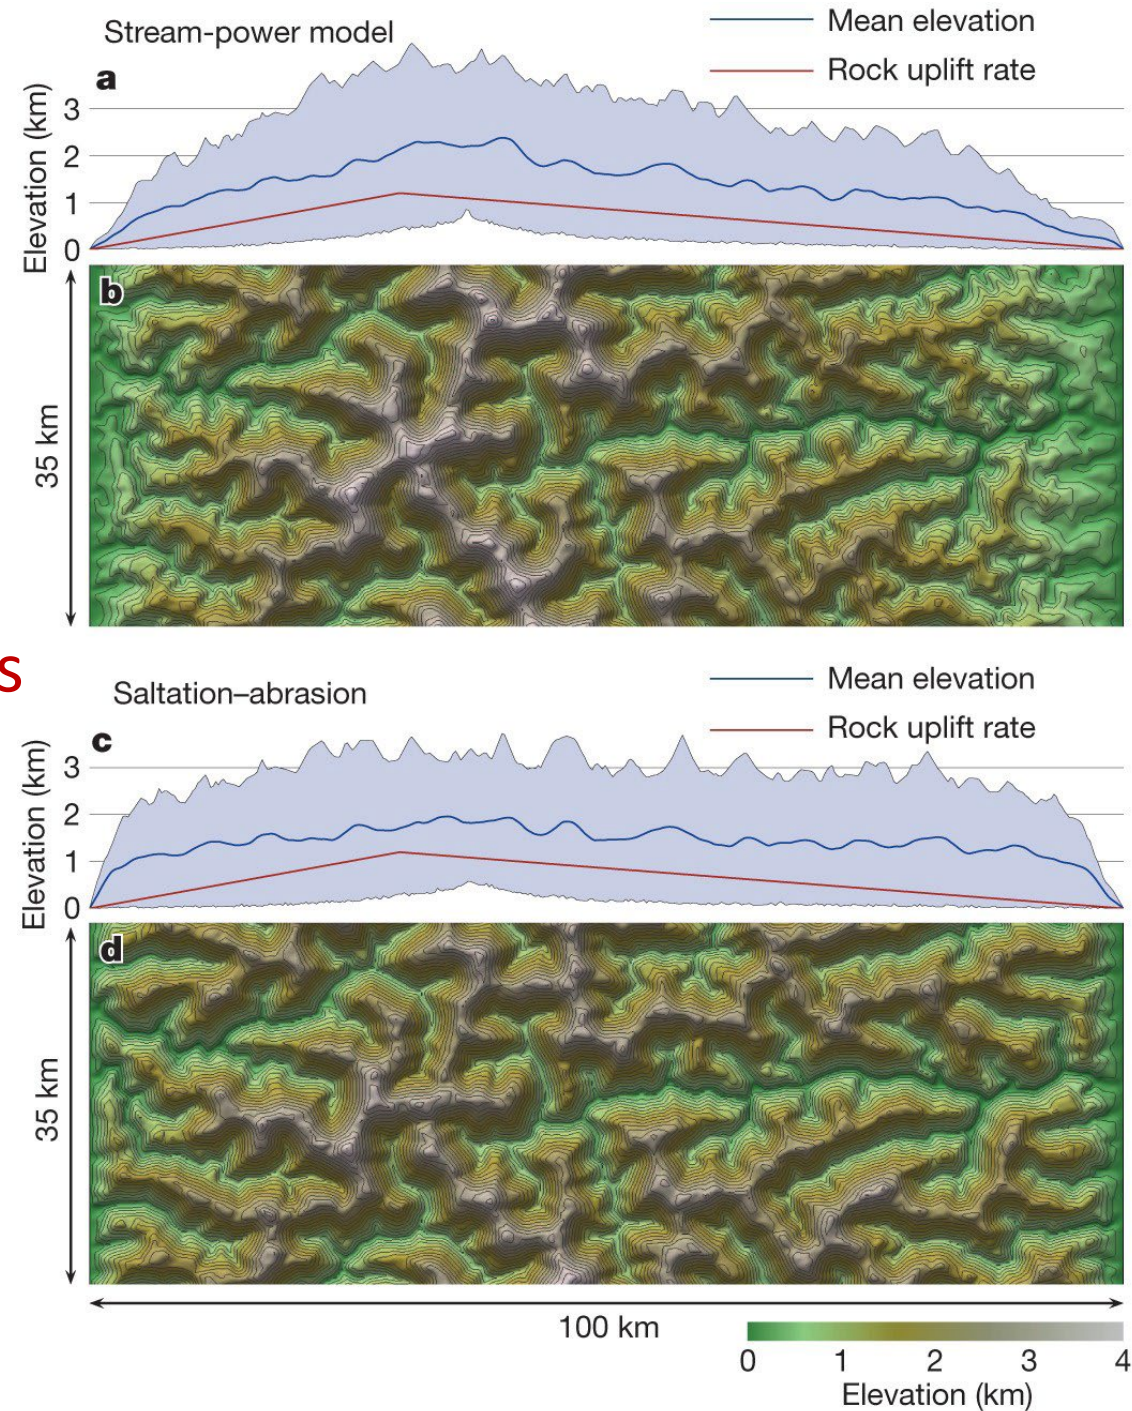 Stream-power model
Mean elevation
Rock uplift rate
a
Elevation (km)
3
2
1
0
b
35 km
s
Saltation–abrasion
Mean elevation
Rock uplift rate
c
Elevation (km)
3
2
1
0
d
35 km
100 km
0 1 2 3 4
Elevation (km)